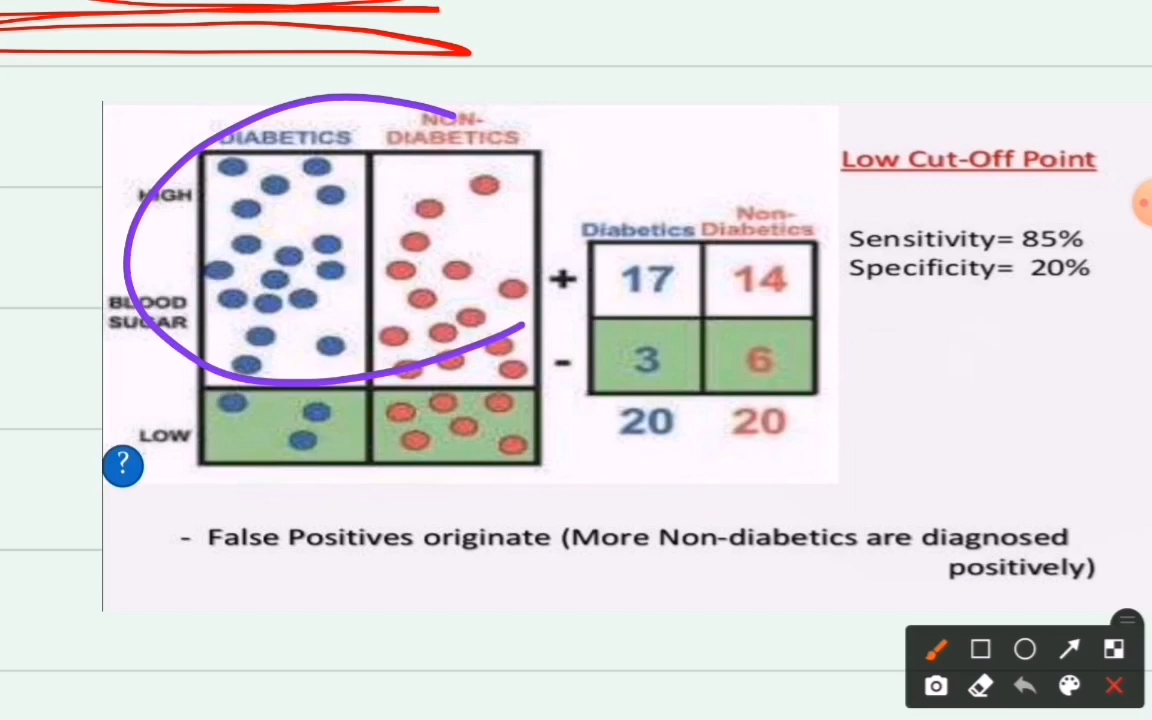 DIABETICS
NON-
DIABETICS
HIGH
BLOOD
SUGAR
LOW
Diabetics
Non-
Diabetics
+
17
14
-
3
6
20
20
Low Cut-Off Point
Sensitivity= 85%
Specificity= 20%
?
- False Positives originate (More Non-diabetics are diagnosed
positively)